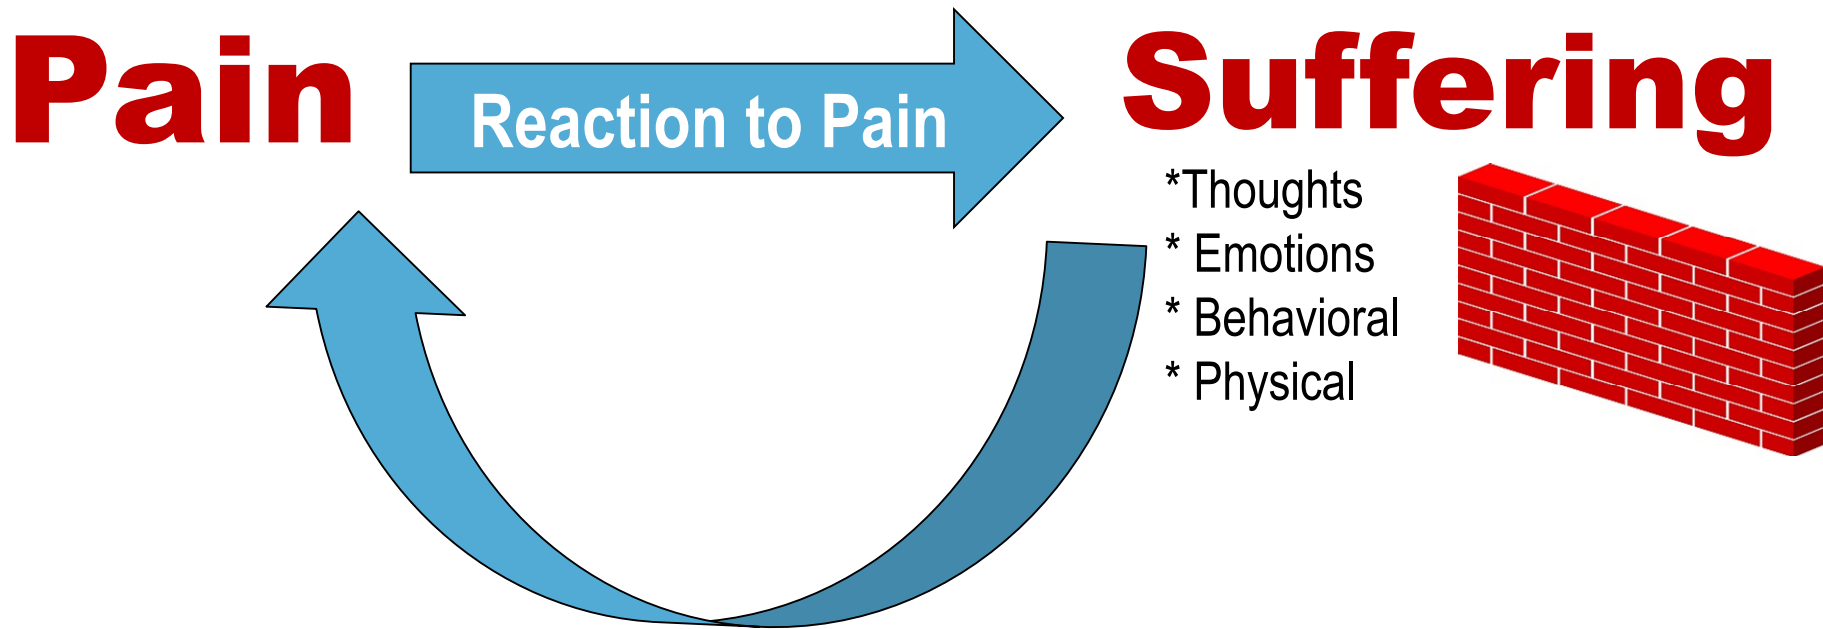 Pain
Reaction to Pain
Suffering
*Thoughts
* Emotions
* Behavioral
* Physical